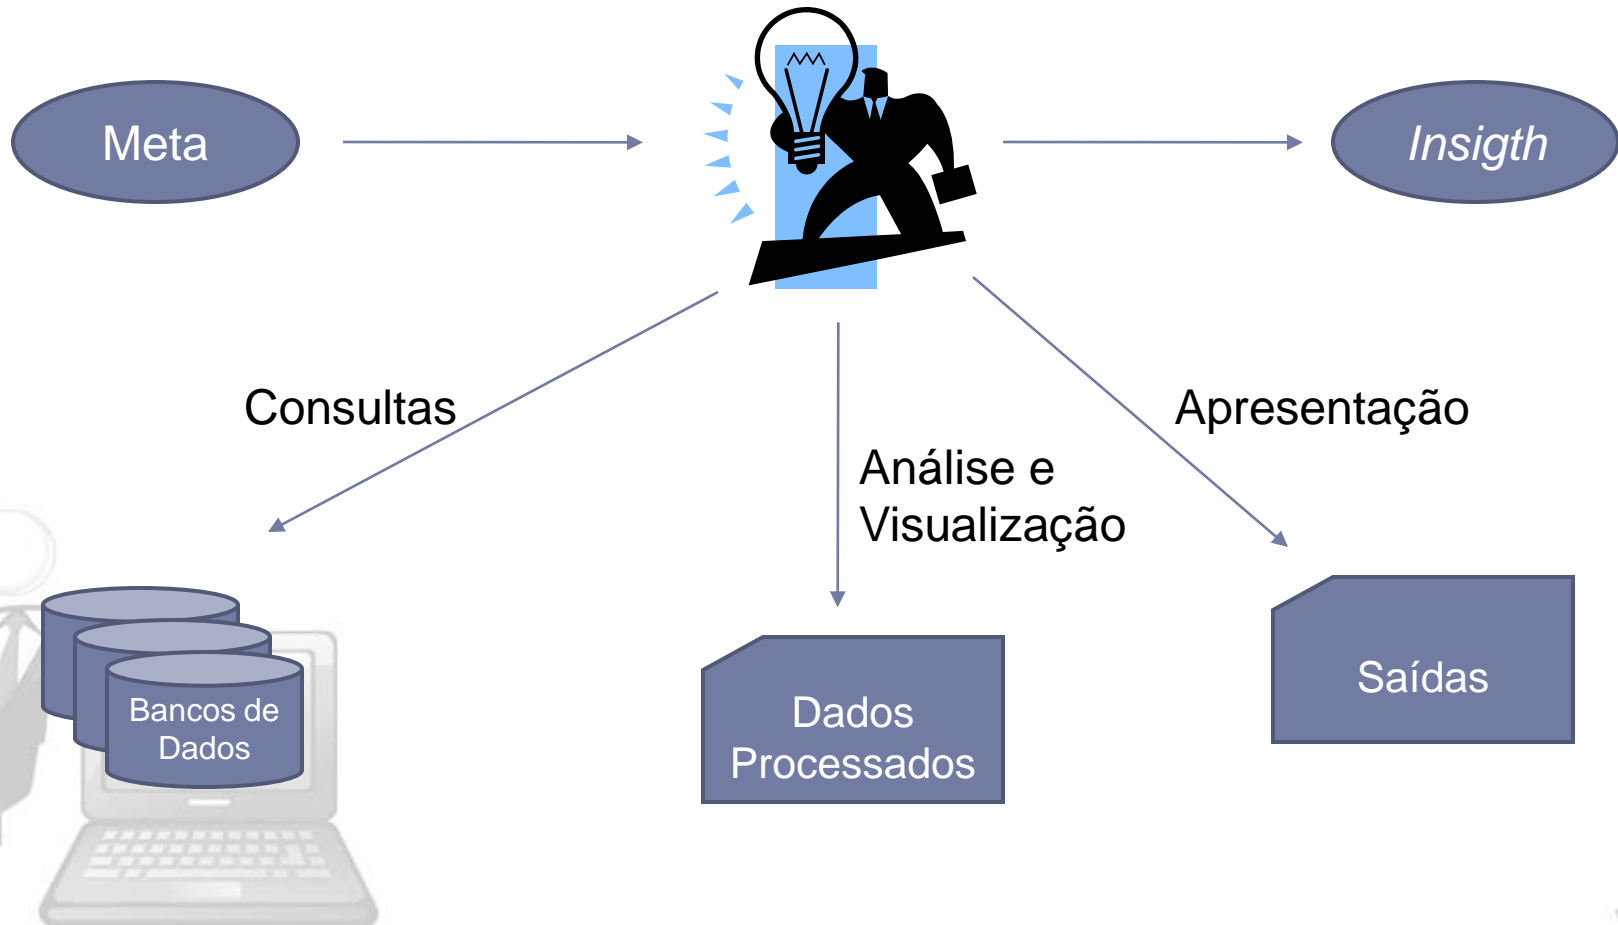 Meta
Insigth
Consultas
Apresentação
Análise e
Visualização
Bancos de
Dados
Dados
Processados
Saídas